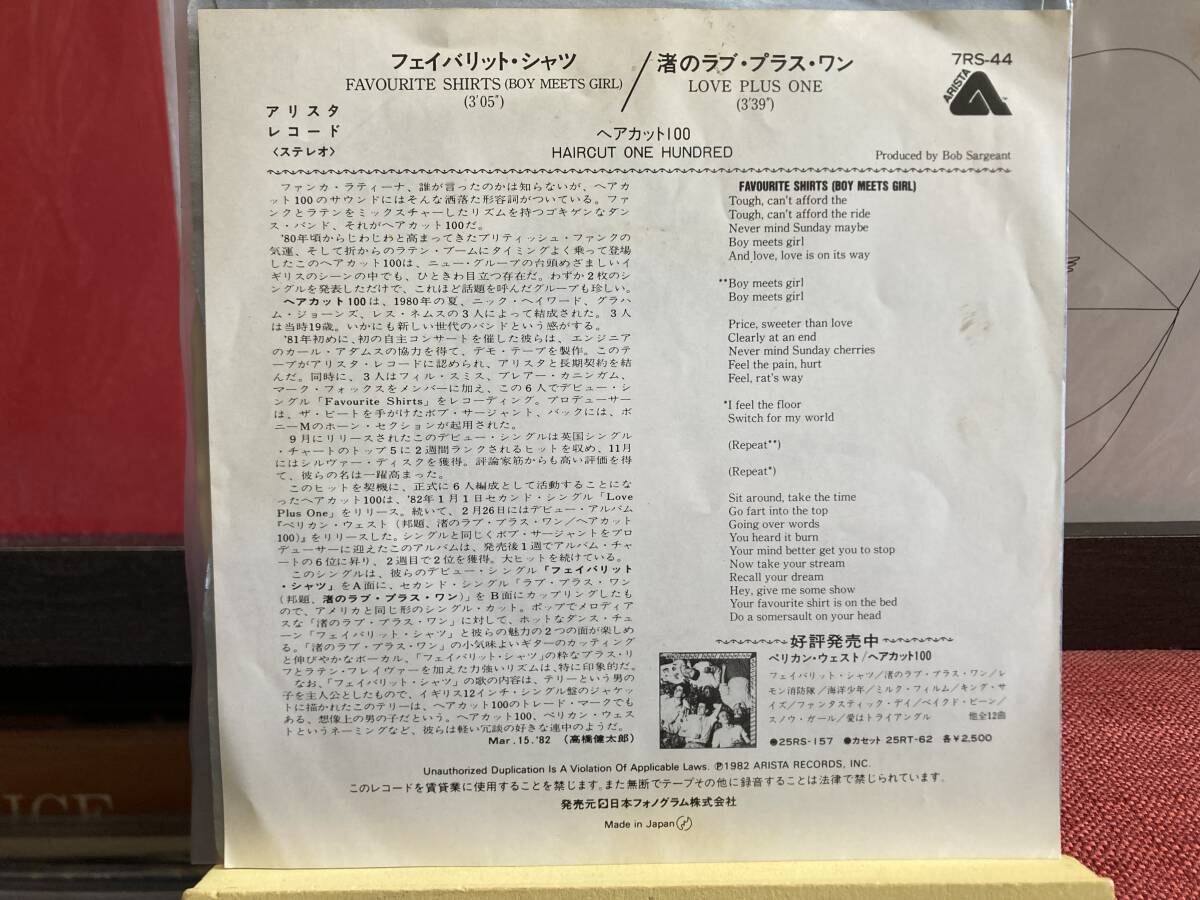 フェイバリット・シャツ
FAVOURITE SHIRTS (BOY MEETS GIRL)
(3'05")
／渚のラブ・プラス・ワン
LOVE PLUS ONE
(3'39")
7RS-44
ARISTA
アリスタ
レコード
〈ステレオ〉
ヘアカット100
HAIRCUT ONE HUNDRED
Produced by Bob Sargeant
ファンカ・ラティーナ、誰が言ったのかは知らないが、ヘアカ
ット100のサウンドにはそんな洒落た形容詞がついている。ファ
ンクとラテンをミックスチャーしたリズムを持つゴキゲンなダン
ス・バンド、それがヘアカット100だ。
'80年頃からじわじわと高まってきたブリティッシュ・ファンクの
気運、そして折からのラテン・ブームにタイミングよく乗って登場
したこのヘアカット100は、ニュー・グループの台頭めざましいイ
ギリスのシーンの中でも、ひときわ目立つ存在だ。わずか2枚のシ
ングルを発表しただけで、これほど話題を呼んだグループも珍しい。
ヘアカット100は、1980年の夏、ニック・ヘイワード、グラハ
ム・ジョーンズ、レス・ネムスの3人によって結成された。3人
は当時19歳。いかにも新しい世代のバンドという感がする。
'81年初めに、初の自主コンサートを催した彼らは、エンジニア
のカール・アダムスの協力を得て、デモ・テープを製作。このテ
ープがアリスタ・レコードに認められ、アリスタと長期契約を結
んだ。同時に、3人はフィル・スミス、ブレアー・カニンガム、
マーク・フォックスをメンバーに加え、この6人でデビュー・シ
ングル「Favourite Shirts」をレコーディング。プロデューサー
は、ザ・ビートを手がけたボブ・サージャント、バックには、ボ
ニーMのホーン・セクションが起用された。
9月にリリースされたこのデビュー・シングルは英国シングル
・チャートのトップ5に2週間ランクされるヒットを収め、11月
にはシルヴァー・ディスクを獲得。評論家筋からも高い評価を得
て、彼らの名は一躍高まった。
このヒットを契機に、正式に6人編成として活動することにな
ったヘアカット100は、'82年1月1日セカンド・シングル「Love
Plus One」をリリース。続いて、2月26日にはデビュー・アルバム
『ペリカン・ウェスト(邦題、渚のラブ・プラス・ワン／ヘアカット
100)』をリリースした。シングルと同じくボブ・サージャントをプロ
デューサーに迎えたこのアルバムは、発売後1週でアルバム・チャ
ートの6位に昇り、2週目で2位を獲得。大ヒットを続けている。
このシングルは、彼らのデビュー・シングル「フェイバリット
・シャツ」をA面に、セカンド・シングル「ラブ・プラス・ワン
(邦題、渚のラブ・プラス・ワン)」をB面にカップリングしたも
ので、アメリカと同じ形のシングル・カット。ポップでメロディア
スな「渚のラブ・プラス・ワン」に対して、ホットなダンス・チュ
ーン「フェイバリット・シャツ」と彼らの魅力の2つの面が楽しめ
る。「渚のラブ・プラス・ワン」の小気味よいギターのカッティング
と伸びやかなボーカル、「フェイバリット・シャツ」の粋なブラス・リ
フとラテン・フレイヴァーを加えた力強いリズムは、特に印象的だ。
なお、「フェイバリット・シャツ」の歌の内容は、テリーという男の
子を主人公としたもので、イギリス12インチ・シングル盤のジャケッ
トに描かれたこのテリーは、ヘアカット100のトレード・マークでも
ある、想像上の男の子だという。ヘアカット100、ペリカン・ウェス
トというネーミングなど、彼らは軽い冗談の好きな連中のようだ。
Mar.15.'82 (高橋健太郎)
FAVOURITE SHIRTS (BOY MEETS GIRL)
Tough, can't afford the
Tough, can't afford the ride
Never mind Sunday maybe
Boy meets girl
And love, love is on its way
**Boy meets girl
Boy meets girl
Price, sweeter than love
Clearly at an end
Never mind Sunday cherries
Feel the pain, hurt
Feel, rat's way
*I feel the floor
Switch for my world
(Repeat**)
(Repeat*)
Sit around, take the time
Go fart into the top
Going over words
You heard it burn
Your mind better get you to stop
Now take your stream
Recall your dream
Hey, give me some show
Your favourite shirt is on the bed
Do a somersault on your head
好評発売中
ペリカン・ウェスト/ヘアカット100
フェイバリット・シャツ／渚のラブ・プラス・ワン／レ
モン消防隊／海洋少年／ミルク・フィルム／キング・サ
イズ／ファンタスティック・デイ／ベイクド・ビーン／
スノウ・ガール／愛はトライアングル 他全12曲
●25RS-157 ●カセット 25RT-62 各¥2,500
Unauthorized Duplication Is A Violation Of Applicable Laws. ℗1982 ARISTA RECORDS, INC.
このレコードを賃貸業に使用することを禁じます。また無断でテープその他に録音することは法律で禁じられています。
発売元 日本フォノグラム株式会社
Made in Japan